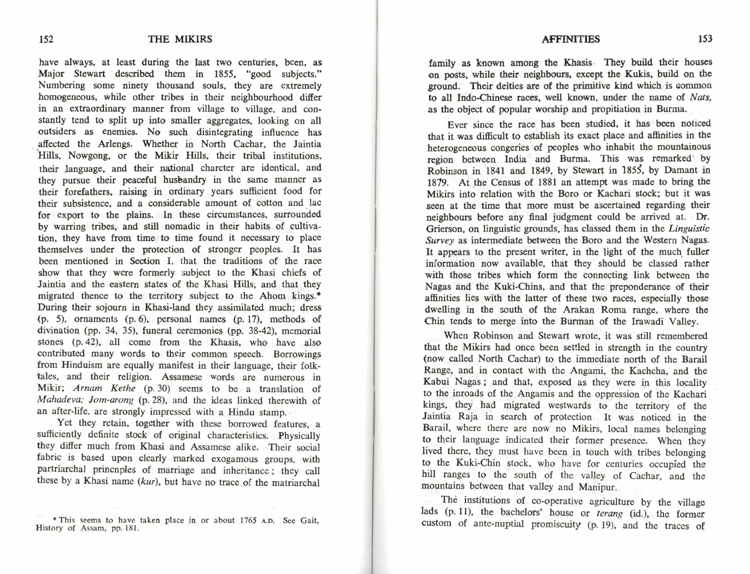 152 THE MIKIRS
have always, at least during the last two centuries, been, as
Major Stewart described them in 1855, "good subjects."
Numbering some ninety thousand souls, they are extremely
homogeneous, while other tribes in their neighbourhood differ
in an extraordinary manner from village to village, and con-
stantly tend to split up into smaller aggregates, looking on all
outsiders as enemies. No such disintegrating influence has
affected the Arlengs. Whether in North Cachar, the Jaintia
Hills, Nowgong, or the Mikir Hills, their tribal institutions,
their language, and their national charcter are identical, and
they pursue their peaceful husbandry in the same manner as
their forefathers, raising in ordinary years sufficient food for
their subsistence, and a considerable amount of cotton and lac
for export to the plains. In these circumstances, surrounded
by warring tribes, and still nomadic in their habits of cultiva-
tion, they have from time to time found it necessary to place
themselves under the protection of stronger peoples. It has
been mentioned in Section I. that the traditions of the race
show that they were formerly subject to the Khasi chiefs of
Jaintia and the eastern states of the Khasi Hills, and that they
migrated thence to the territory subject to the Ahom kings.*
During their sojourn in Khasi-land they assimilated much; dress
(p. 5), ornaments (p. 6), personal names (p. 17), methods of
divination (pp. 34, 35), funeral ceremonies (pp. 38-42), memorial
stones (p. 42), all come from the Khasis, who have also
contributed many words to their common speech. Borrowings
from Hinduism are equally manifest in their language, their folk-
tales, and their religion. Assamese words are numerous in
Mikir; Arnam Kethe (p. 30) seems to be a translation of
Mahadeva; Jom-arong (p. 28), and the ideas linked therewith of
an after-life, are strongly impressed with a Hindu stamp.
Yet they retain, together with these borrowed features, a
sufficiently definite stock of original characteristics. Physically
they differ much from Khasi and Assamese alike. Their social
fabric is based upon clearly marked exogamous groups, with
partriarchal princnples of marriage and inheritance; they call
these by a Khasi name (kur), but have no trace of the matriarchal
* This seems to have taken place in or about 1765 A.D. See Gait,
History of Assam, pp. 181.
AFFINITIES 153
family as known among the Khasis. They build their houses
on posts, while their neighbours, except the Kukis, build on the
ground. Their deities are of the primitive kind which is common
to all Indo-Chinese races, well known, under the name of Nats,
as the object of popular worship and propitiation in Burma.
Ever since the race has been studied, it has been noticed
that it was difficult to establish its exact place and affinities in the
heterogeneous congeries of peoples who inhabit the mountainous
region between India and Burma. This was remarked by
Robinson in 1841 and 1849, by Stewart in 1855, by Damant in
1879. At the Census of 1881 an attempt was made to bring the
Mikirs into relation with the Boro or Kachari stock; but it was
seen at the time that more must be ascertained regarding their
neighbours before any final judgment could be arrived at. Dr.
Grierson, on linguistic grounds, has classed them in the Linguistic
Survey as intermediate between the Boro and the Western Nagas.
It appears to the present writer, in the light of the much fuller
information now available, that they should be classed rather
with those tribes which form the connecting link between the
Nagas and the Kuki-Chins, and that the preponderance of their
affinities lies with the latter of these two races, especially those
dwelling in the south of the Arakan Roma range, where the
Chin tends to merge into the Burman of the Irawadi Valley.
When Robinson and Stewart wrote, it was still remembered
that the Mikirs had once been settled in strength in the country
(now called North Cachar) to the immediate north of the Barail
Range, and in contact with the Angami, the Kachcha, and the
Kabui Nagas; and that, exposed as they were in this locality
to the inroads of the Angamis and the oppression of the Kachari
kings, they had migrated westwards to the territory of the
Jaintia Raja in search of protection. It was noticed in the
Barail, where there are now no Mikirs, local names belonging
to their language indicated their former presence. When they
lived there, they must have been in touch with tribes belonging
to the Kuki-Chin stock, who have for centuries occupied the
hill ranges to the south of the valley of Cachar, and the
mountains between that valley and Manipur.
The institutions of co-operative agriculture by the village
lads (p. 11), the bachelors' house or terang (id.), the former
custom of ante-nuptial promiscuity (p. 19), and the traces of